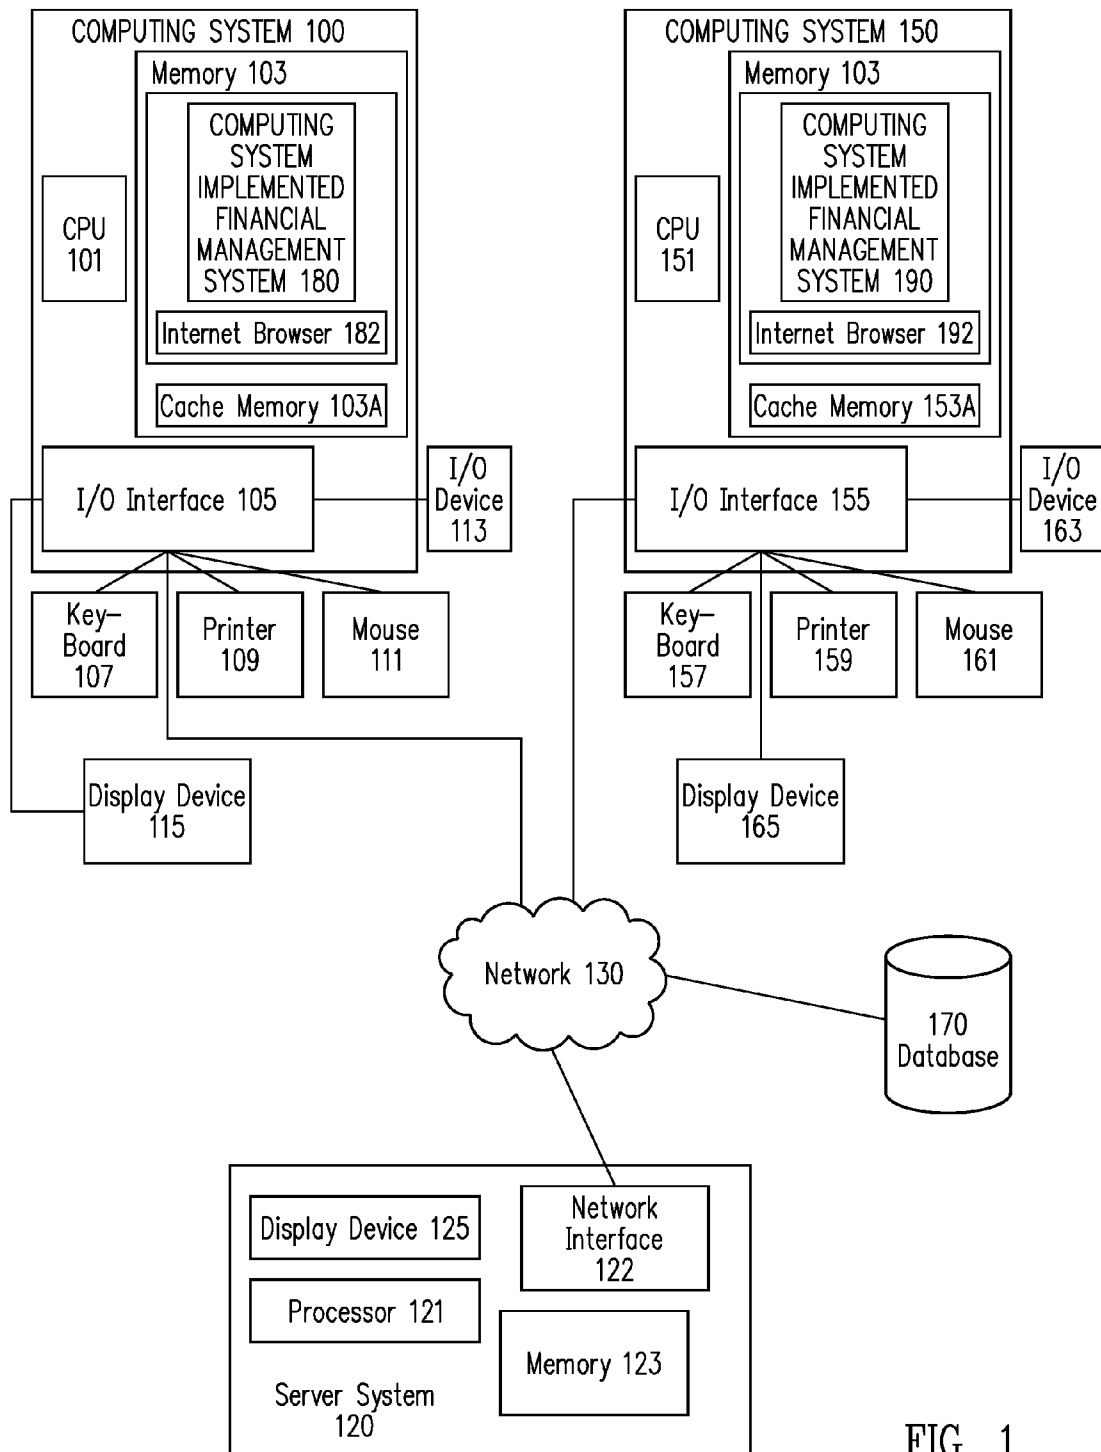 COMPUTING SYSTEM 100
Memory 103
COMPUTING
SYSTEM
IMPLEMENTED
FINANCIAL
MANAGEMENT
SYSTEM 180
CPU
101
Internet Browser 182
Cache Memory 103A
I/O Interface 105
I/O
Device
113
Key-
Board
107
Printer
109
Mouse
111
Display Device
115
COMPUTING SYSTEM 150
Memory 103
COMPUTING
SYSTEM
IMPLEMENTED
FINANCIAL
MANAGEMENT
SYSTEM 190
CPU
151
Internet Browser 192
Cache Memory 153A
I/O Interface 155
I/O
Device
163
Key-
Board
157
Printer
159
Mouse
161
Display Device
165
Network 130
170
Database
Display Device 125
Network
Interface
122
Processor 121
Memory 123
Server System
120
FIG. 1